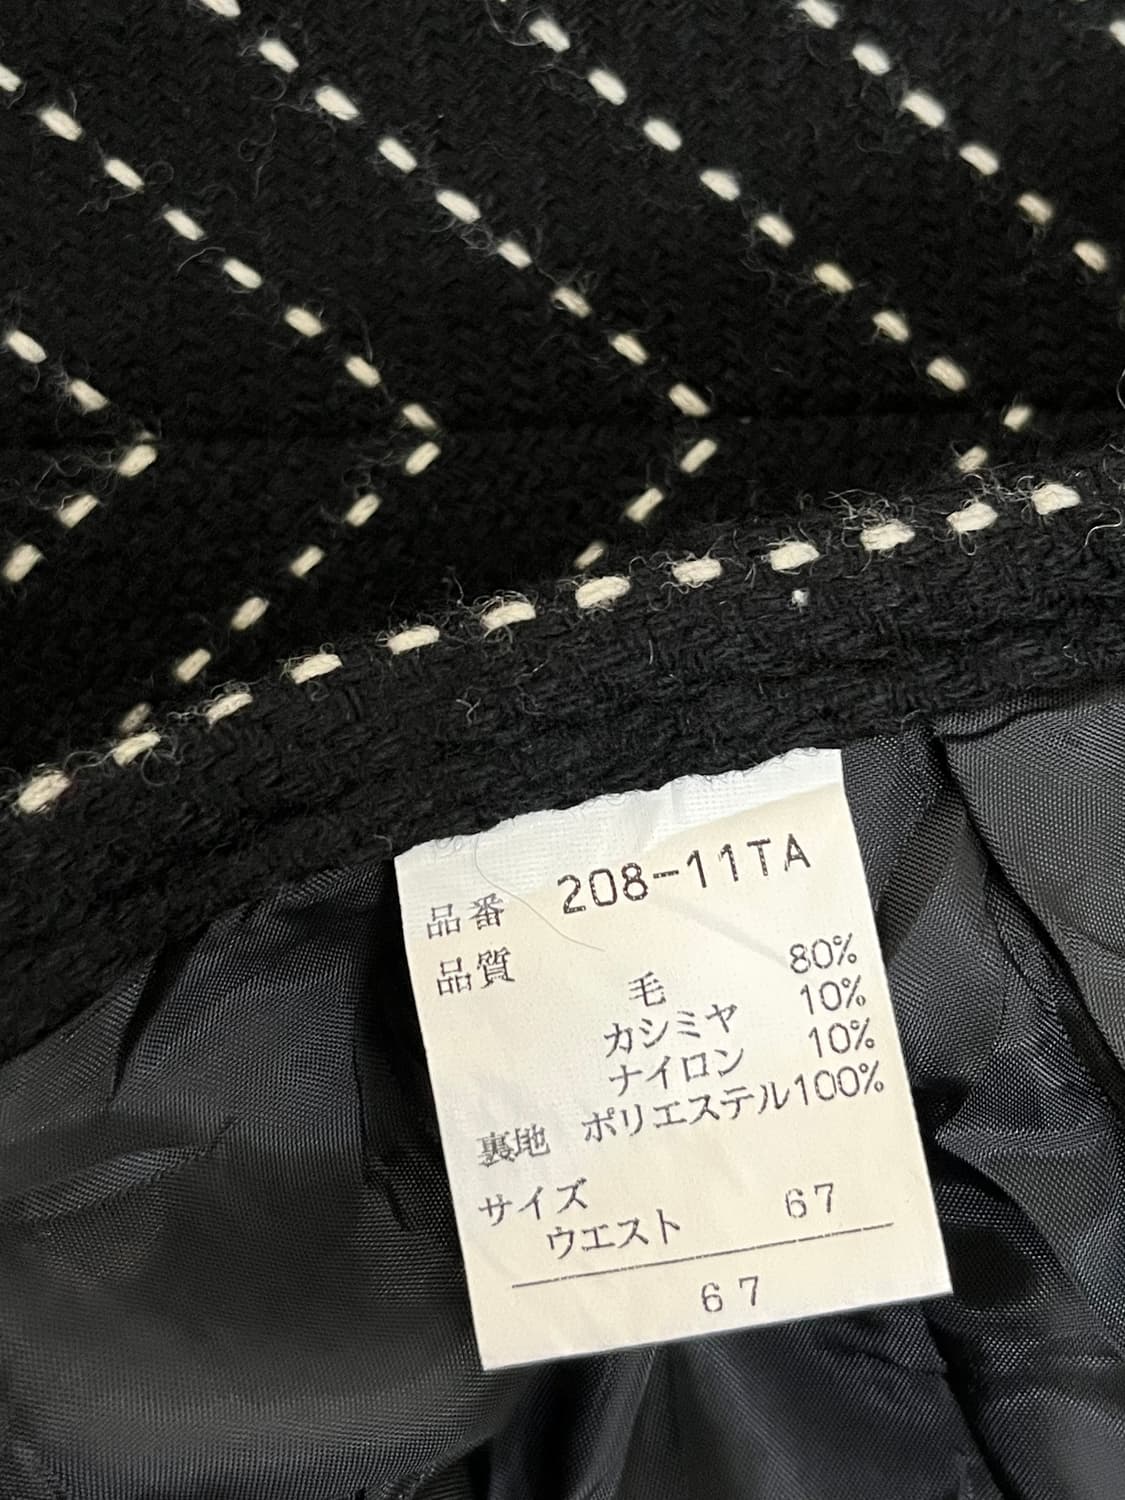 品番 208-11TA
品質
毛 80%
カシミヤ 10%
ナイロン 10%
裏地 ポリエステル100%
サイズ
ウエスト 67
67